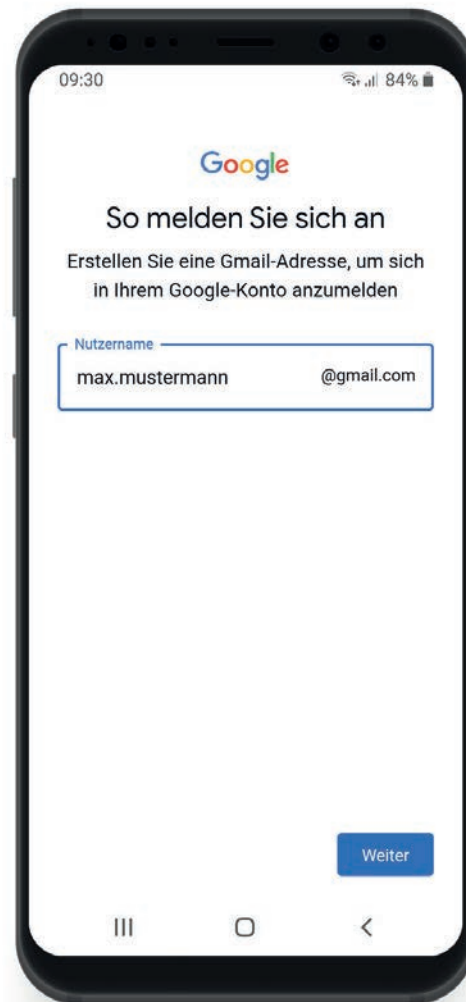 09:30 84%
Google
So melden Sie sich an
Erstellen Sie eine Gmail-Adresse, um sich
in Ihrem Google-Konto anzumelden
Nutzername
max.mustermann @gmail.com
Weiter